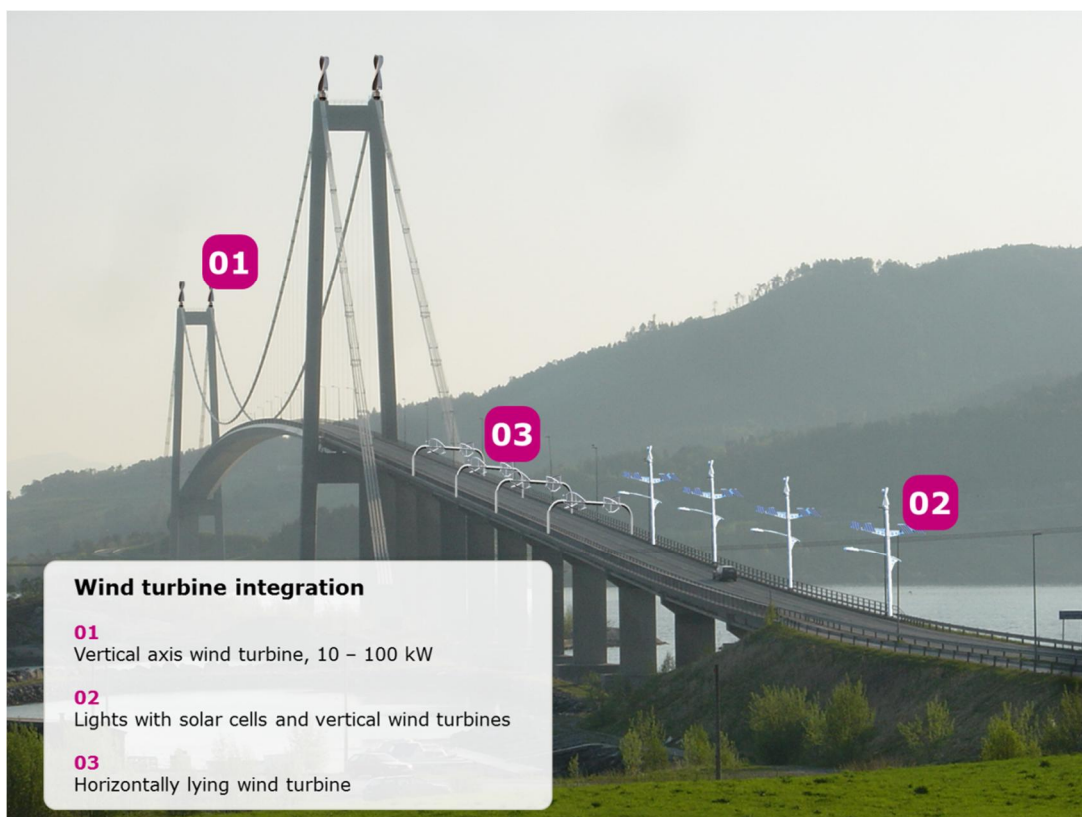 01
03
02
Wind turbine integration
01
Vertical axis wind turbine, 10 – 100 kW
02
Lights with solar cells and vertical wind turbines
03
Horizontally lying wind turbine